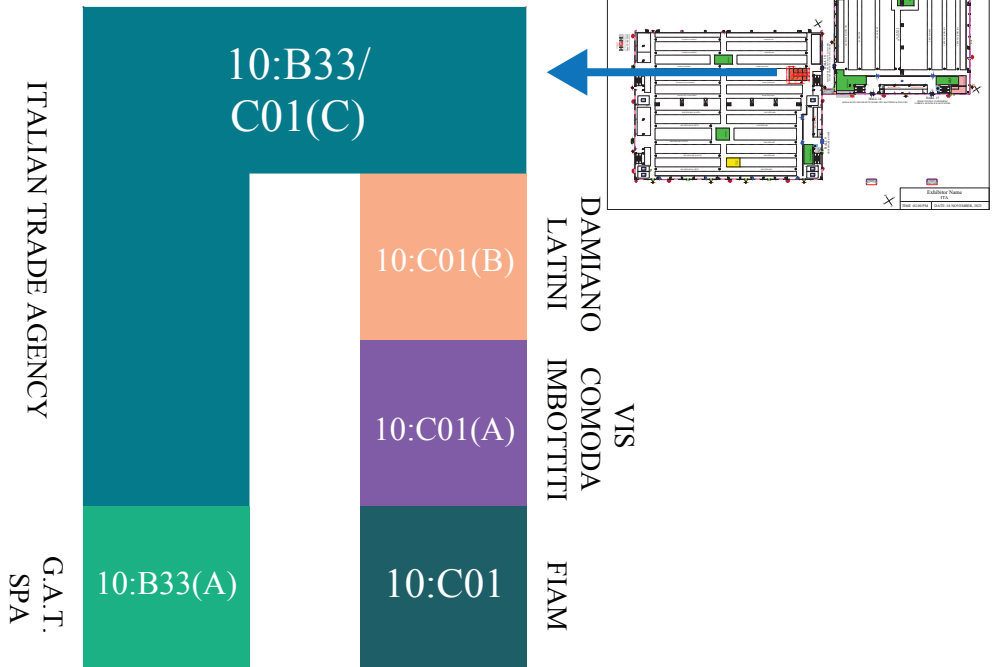 10:B33/
C01(C)
ITALIAN TRADE AGENCY
10:C01(B)
DAMIANO
LATINI
10:C01(A)
VIS
COMODA
IMBOTTITI
10:B33(A)
G.A.T.
SPA
10:C01
FIAM
Exhibitor Name
ITA